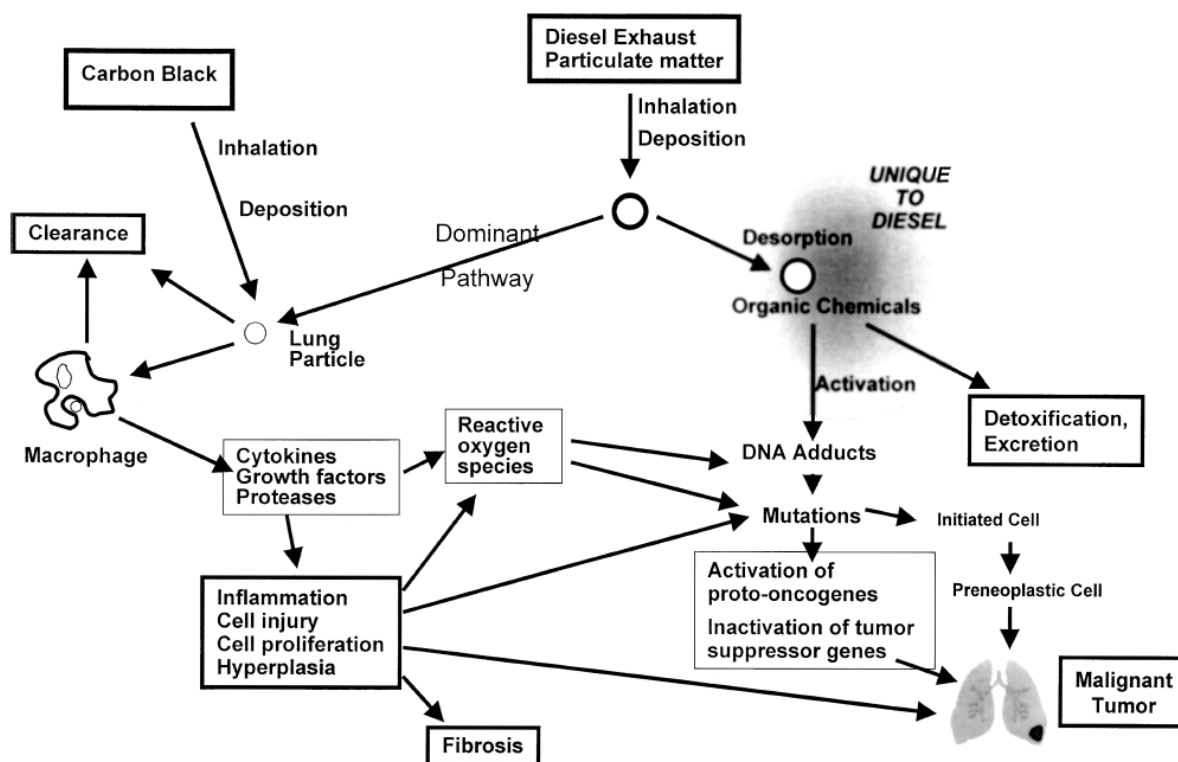 Diesel Exhaust
Particulate matter
Carbon Black
Inhalation
Deposition
Inhalation
Deposition
UNIQUE
TO
DIESEL
Clearance
Dominant
Pathway
Desorption
Organic Chemicals
Lung
Particle
Activation
Detoxification,
Excretion
Macrophage
Cytokines
Growth factors
Proteases
Reactive
oxygen
species
DNA Adducts
Mutations
Initiated Cell
Preneoplastic Cell
Activation of
proto-oncogenes
Inactivation of tumor
suppressor genes
Inflammation
Cell injury
Cell proliferation
Hyperplasia
Malignant
Tumor
Fibrosis